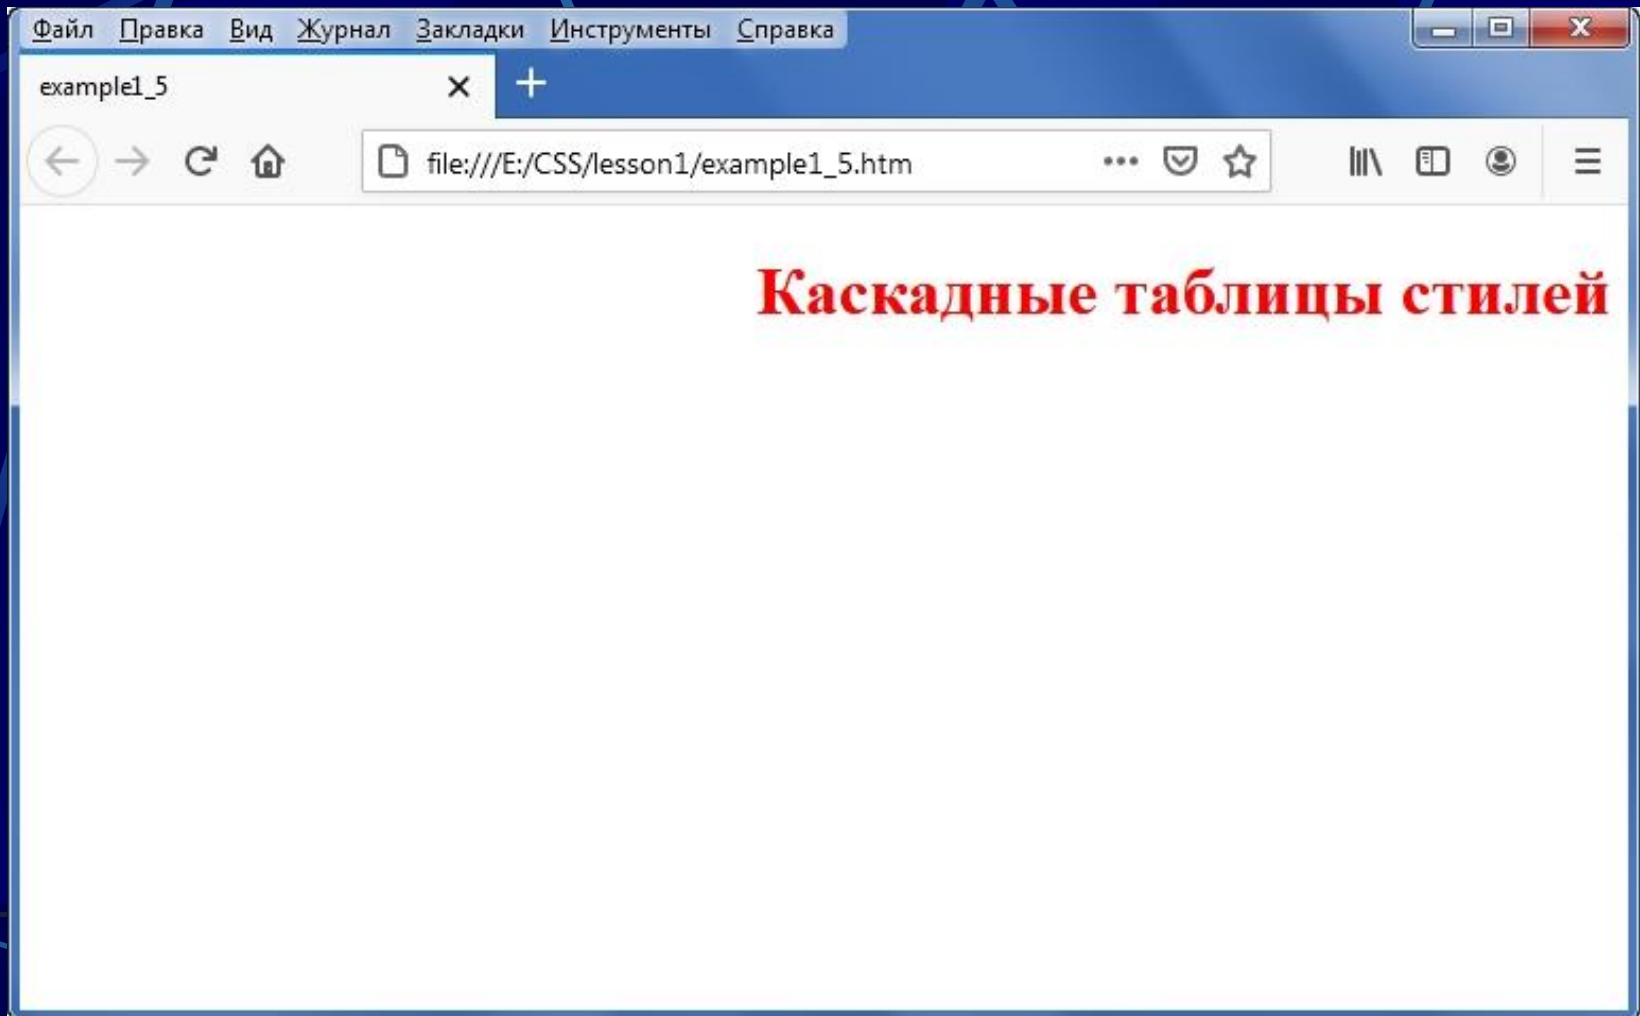 Файл Правка Вид Журнал Закладки Инструменты Справка
example1_5
file:///E:/CSS/lesson1/example1_5.htm
Каскадные таблицы стилей